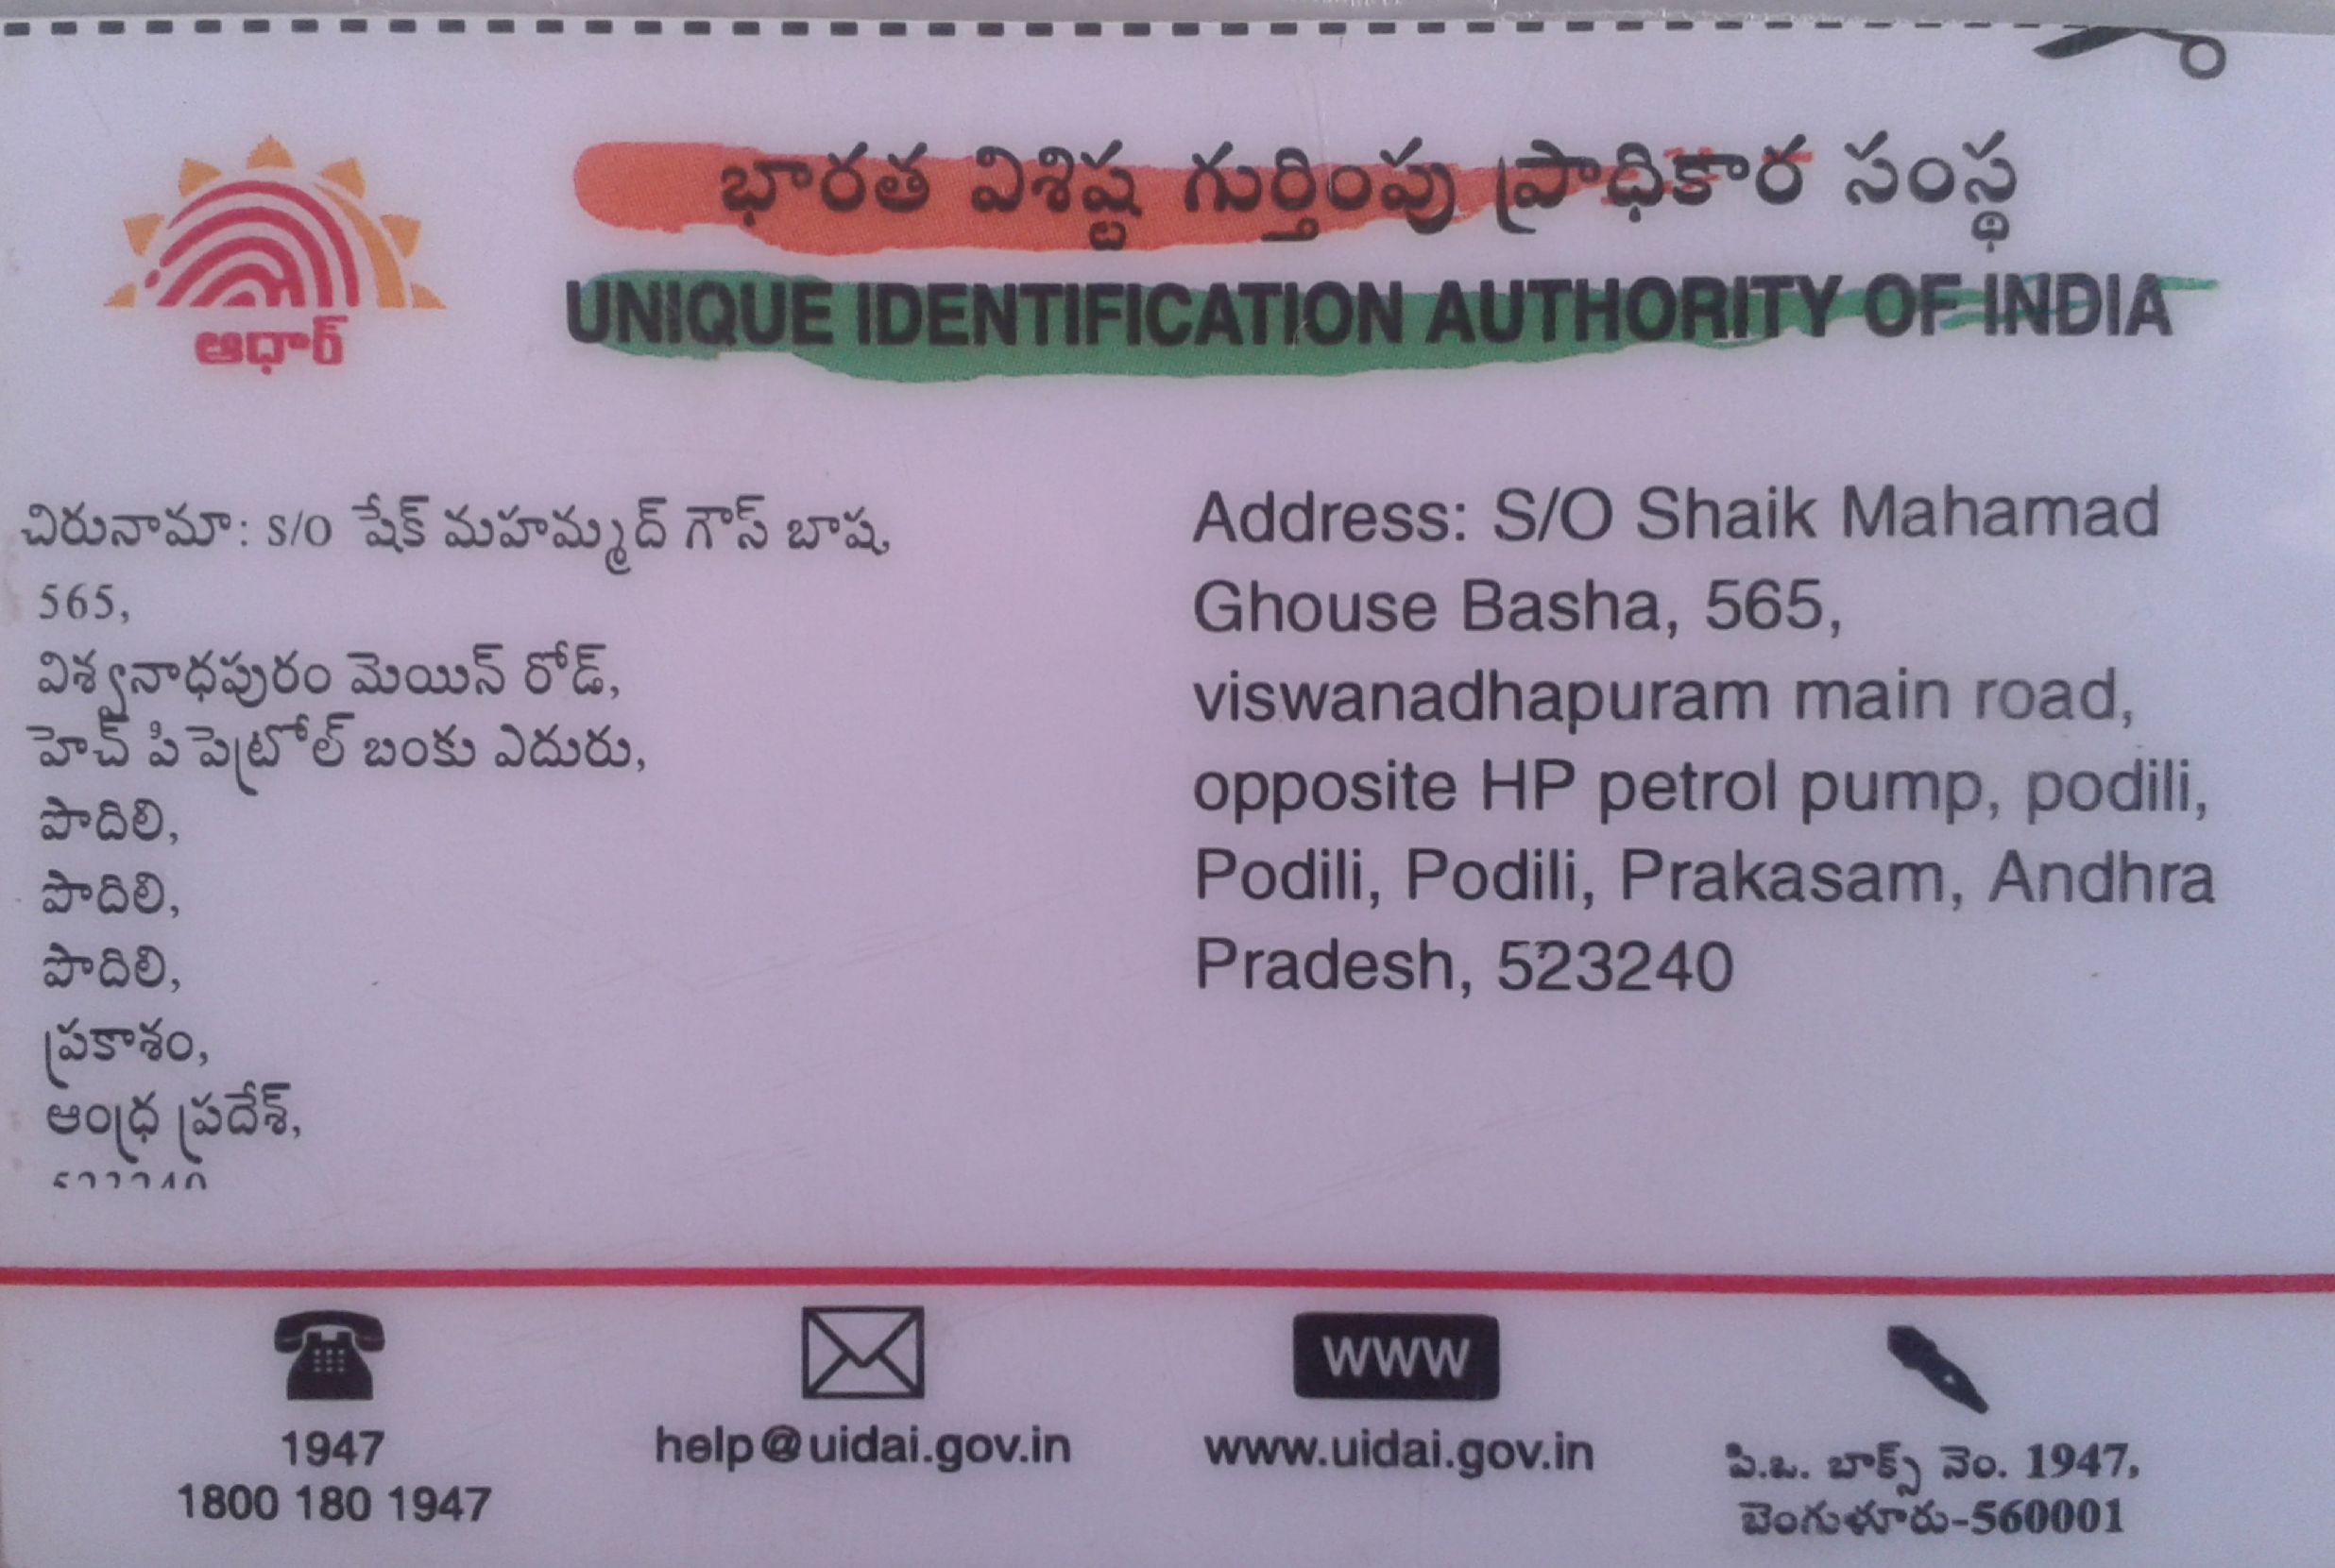 భారత విశిష్ట గుర్తింపు ప్రాధికార సంస్థ
UNIQUE IDENTIFICATION AUTHORITY OF INDIA
ఆధార్
చిరునామా: S/O షేక్ మహమ్మద్ గౌస్ బాష,
565,
విశ్వనాధపురం మెయిన్ రోడ్,
హెచ్ పి పెట్రోల్ బంకు ఎదురు,
పొదిలి,
పొదిలి,
పొదిలి,
ప్రకాశం,
ఆంధ్ర ప్రదేశ్,
523240
Address: S/O Shaik Mahamad
Ghouse Basha, 565,
viswanadhapuram main road,
opposite HP petrol pump, podili,
Podili, Podili, Prakasam, Andhra
Pradesh, 523240
1947
1800 180 1947
help@uidai.gov.in
WWW
www.uidai.gov.in
పి.ఒ. బాక్స్ నెం. 1947,
బెంగుళూరు-560001